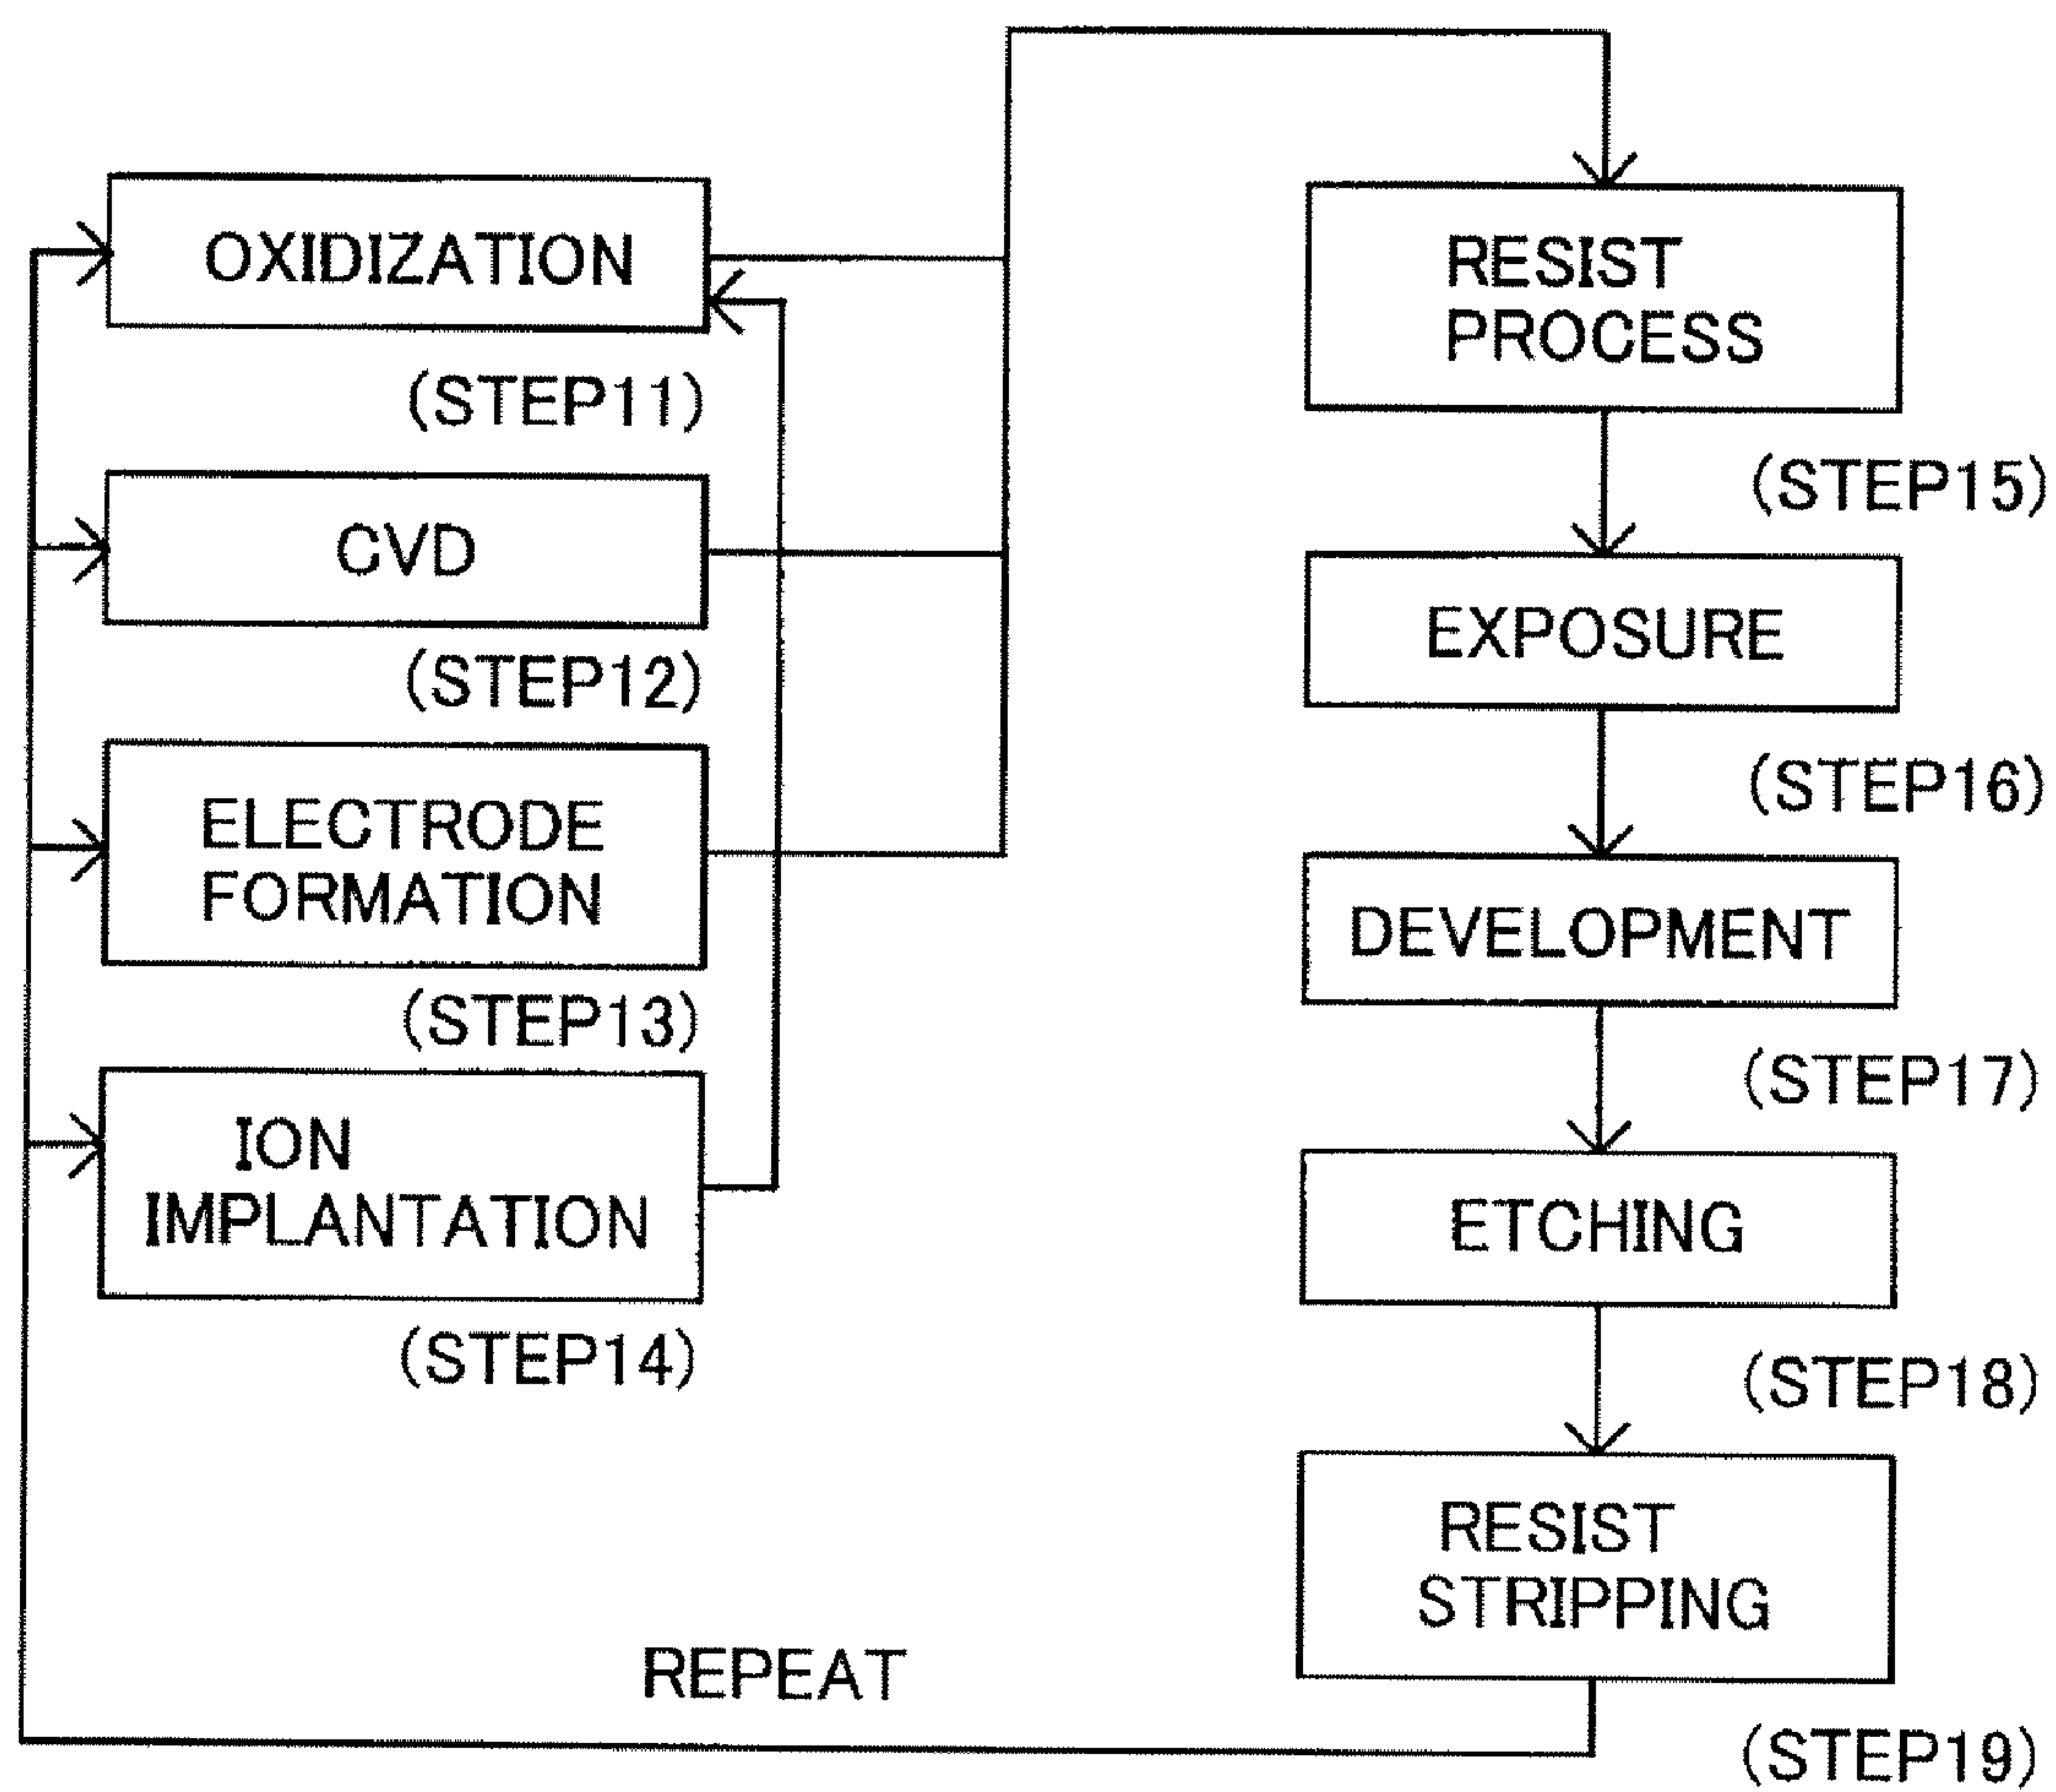 OXIDIZATION
(STEP11)
CVD
(STEP12)
ELECTRODE
FORMATION
(STEP13)
ION
IMPLANTATION
(STEP14)
RESIST
PROCESS
(STEP15)
EXPOSURE
(STEP16)
DEVELOPMENT
(STEP17)
ETCHING
(STEP18)
RESIST
STRIPPING
(STEP19)
REPEAT